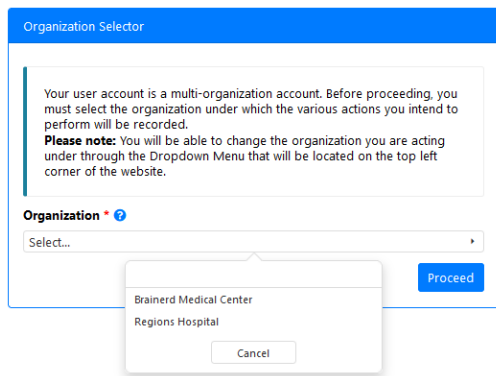 Organization Selector
Your user account is a multi-organization account. Before proceeding, you
must select the organization under which the various actions you intend to
perform will be recorded.
Please note: You will be able to change the organization you are acting
under through the Dropdown Menu that will be located on the top left
corner of the website.
Organization * ?
Select...
Proceed
Brainerd Medical Center
Regions Hospital
Cancel